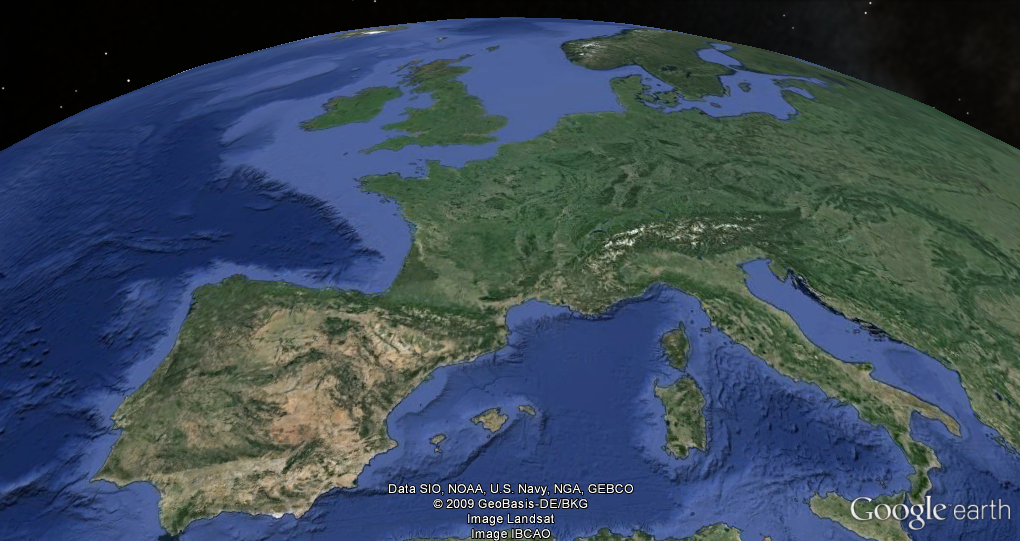 Data SIO, NOAA, U.S. Navy, NGA, GEBCO
© 2009 GeoBasis-DE/BKG
Image Landsat
Image IBCAO
Google earth